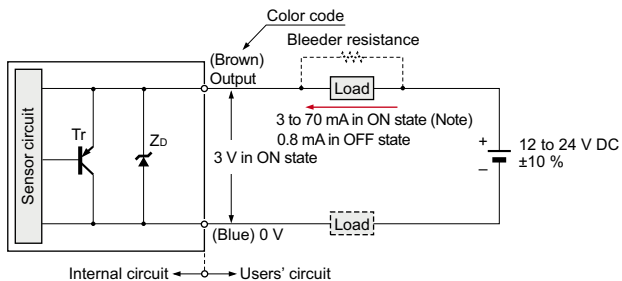 Color code
Bleeder resistance
(Brown)
Output
Load
3 to 70 mA in ON state (Note)
0.8 mA in OFF state
Sensor circuit
Tr
ZD
3 V in ON state
+
12 to 24 V DC
±10 %
−
(Blue) 0 V
Load
Internal circuit
Users' circuit